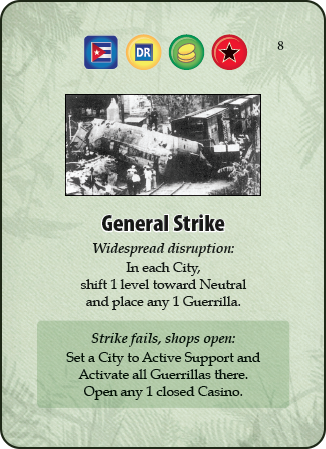 DR
8
General Strike
Widespread disruption:
In each City,
shift 1 level toward Neutral
and place any 1 Guerrilla.
Strike fails, shops open:
Set a City to Active Support and
Activate all Guerrillas there.
Open any 1 closed Casino.